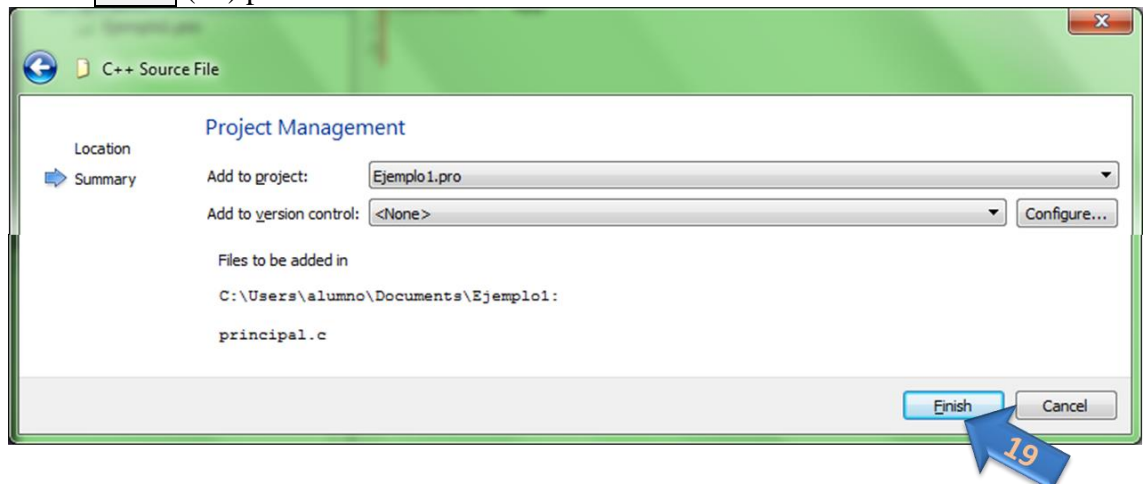 C++ Source File
Project Management
Location
Summary
Add to project: Ejemplo1.pro
Add to version control: <None> Configure...
Files to be added in
C:\Users\alumno\Documents\Ejemplo1:
principal.c
Finish Cancel
19